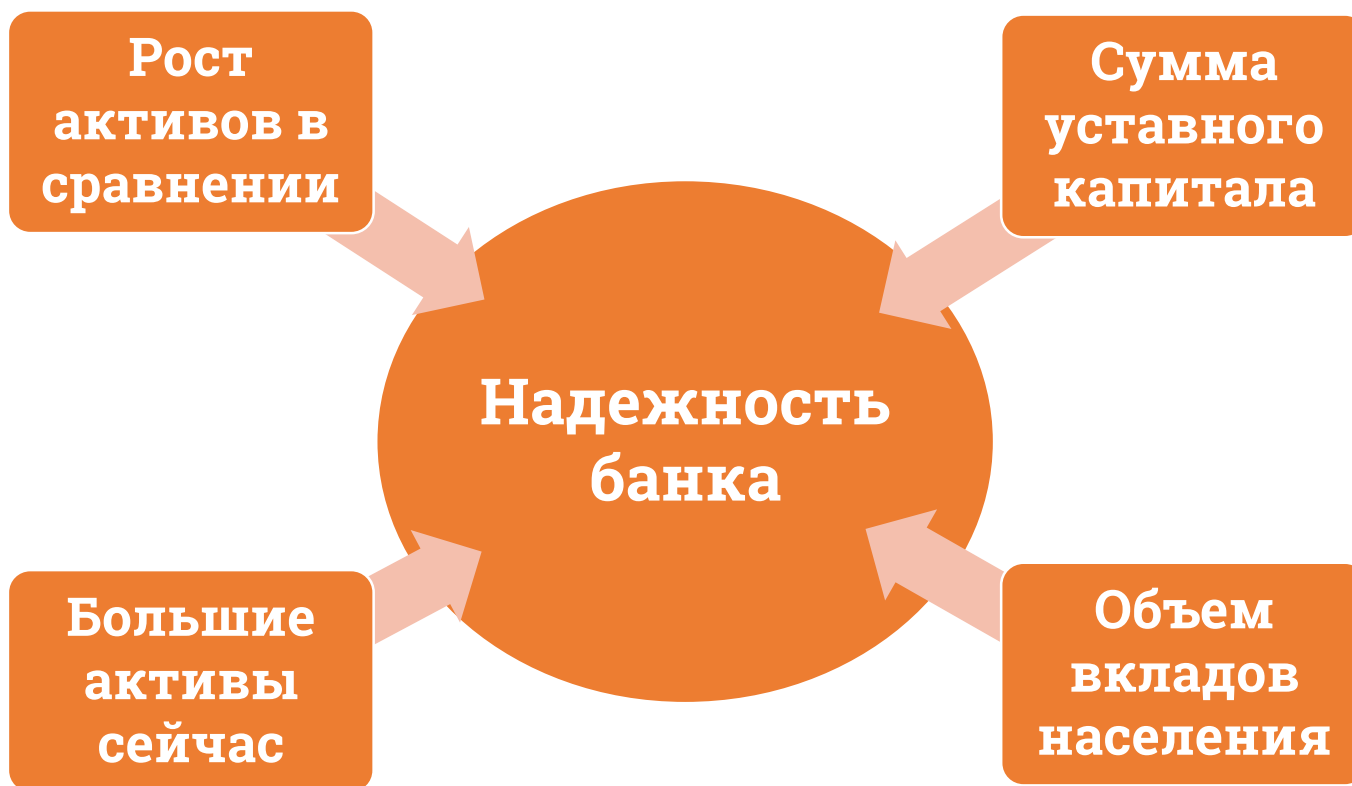 Рост
активов в
сравнении
Сумма
уставного
капитала
Надежность
банка
Большие
активы
сейчас
Объем
вкладов
населения